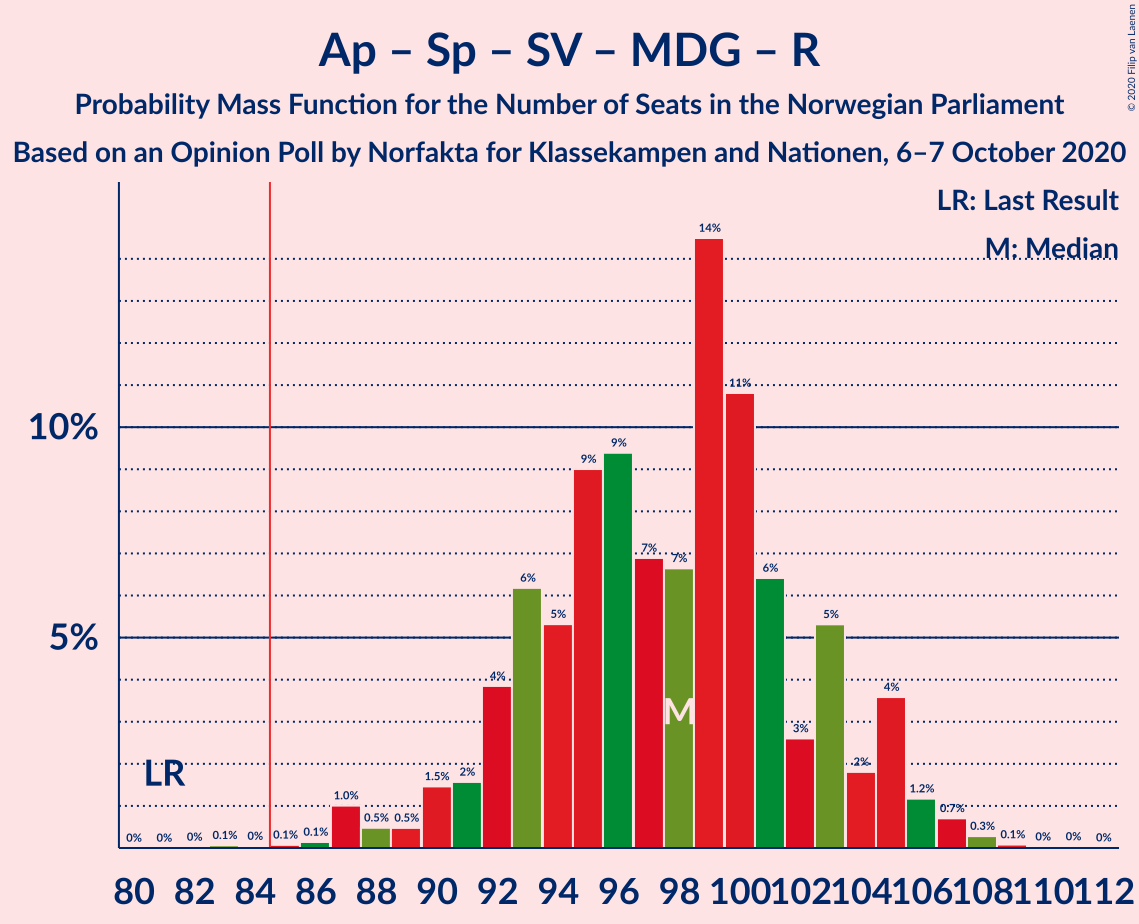 Ap – Sp – SV – MDG – R
Probability Mass Function for the Number of Seats in the Norwegian Parliament
Based on an Opinion Poll by Norfakta for Klassekampen and Nationen, 6–7 October 2020
© 2020 Filip van Laenen
LR: Last Result
M: Median
10%
5%
LR
M
0% 0% 0% 0.1% 0% 0.1% 0.1% 1.0% 0.5% 0.5% 1.5% 2% 4% 6% 5% 9% 9% 7% 7% 14% 11% 6% 3% 5% 2% 4% 1.2% 0.7% 0.3% 0.1% 0% 0% 0%
80 82 84 86 88 90 92 94 96 98 100 102 104 106 108 110 112